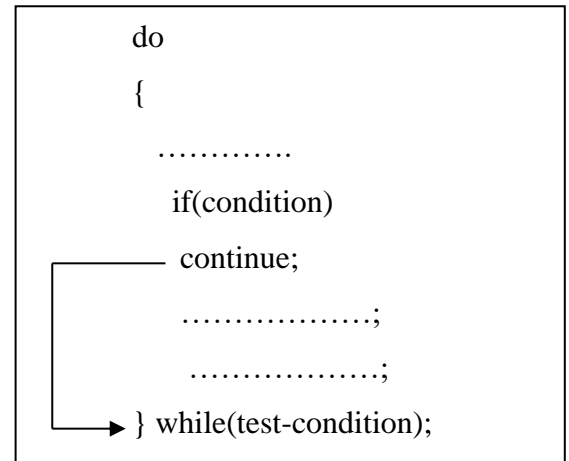 do
{
………….
if(condition)
continue;
………………;
………………;
} while(test-condition);